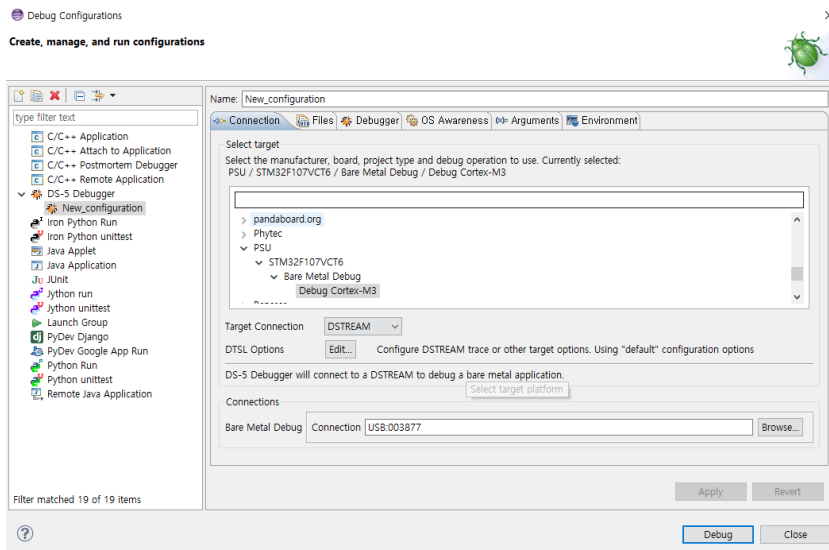 Debug Configurations
Create, manage, and run configurations
type filter text
C/C++ Application
C/C++ Attach to Application
C/C++ Postmortem Debugger
C/C++ Remote Application
DS-5 Debugger
New_configuration
Iron Python Run
Iron Python unittest
Java Applet
Java Application
Ju JUnit
Jython run
Jython unittest
Launch Group
dj PyDev Django
PyDev Google App Run
Python Run
Python unittest
Remote Java Application
Filter matched 19 of 19 items
Name: New_configuration
Connection Files Debugger OS Awareness (x)= Arguments Environment
Select target
Select the manufacturer, board, project type and debug operation to use. Currently selected:
PSU / STM32F107VCT6 / Bare Metal Debug / Debug Cortex-M3
pandaboard.org
Phytec
PSU
STM32F107VCT6
Bare Metal Debug
Debug Cortex-M3
Target Connection DSTREAM
DTSL Options Edit... Configure DSTREAM trace or other target options. Using "default" configuration options
DS-5 Debugger will connect to a DSTREAM to debug a bare metal application.
Select target platform
Connections
Bare Metal Debug Connection USB:003877 Browse...
Apply Revert
Debug Close